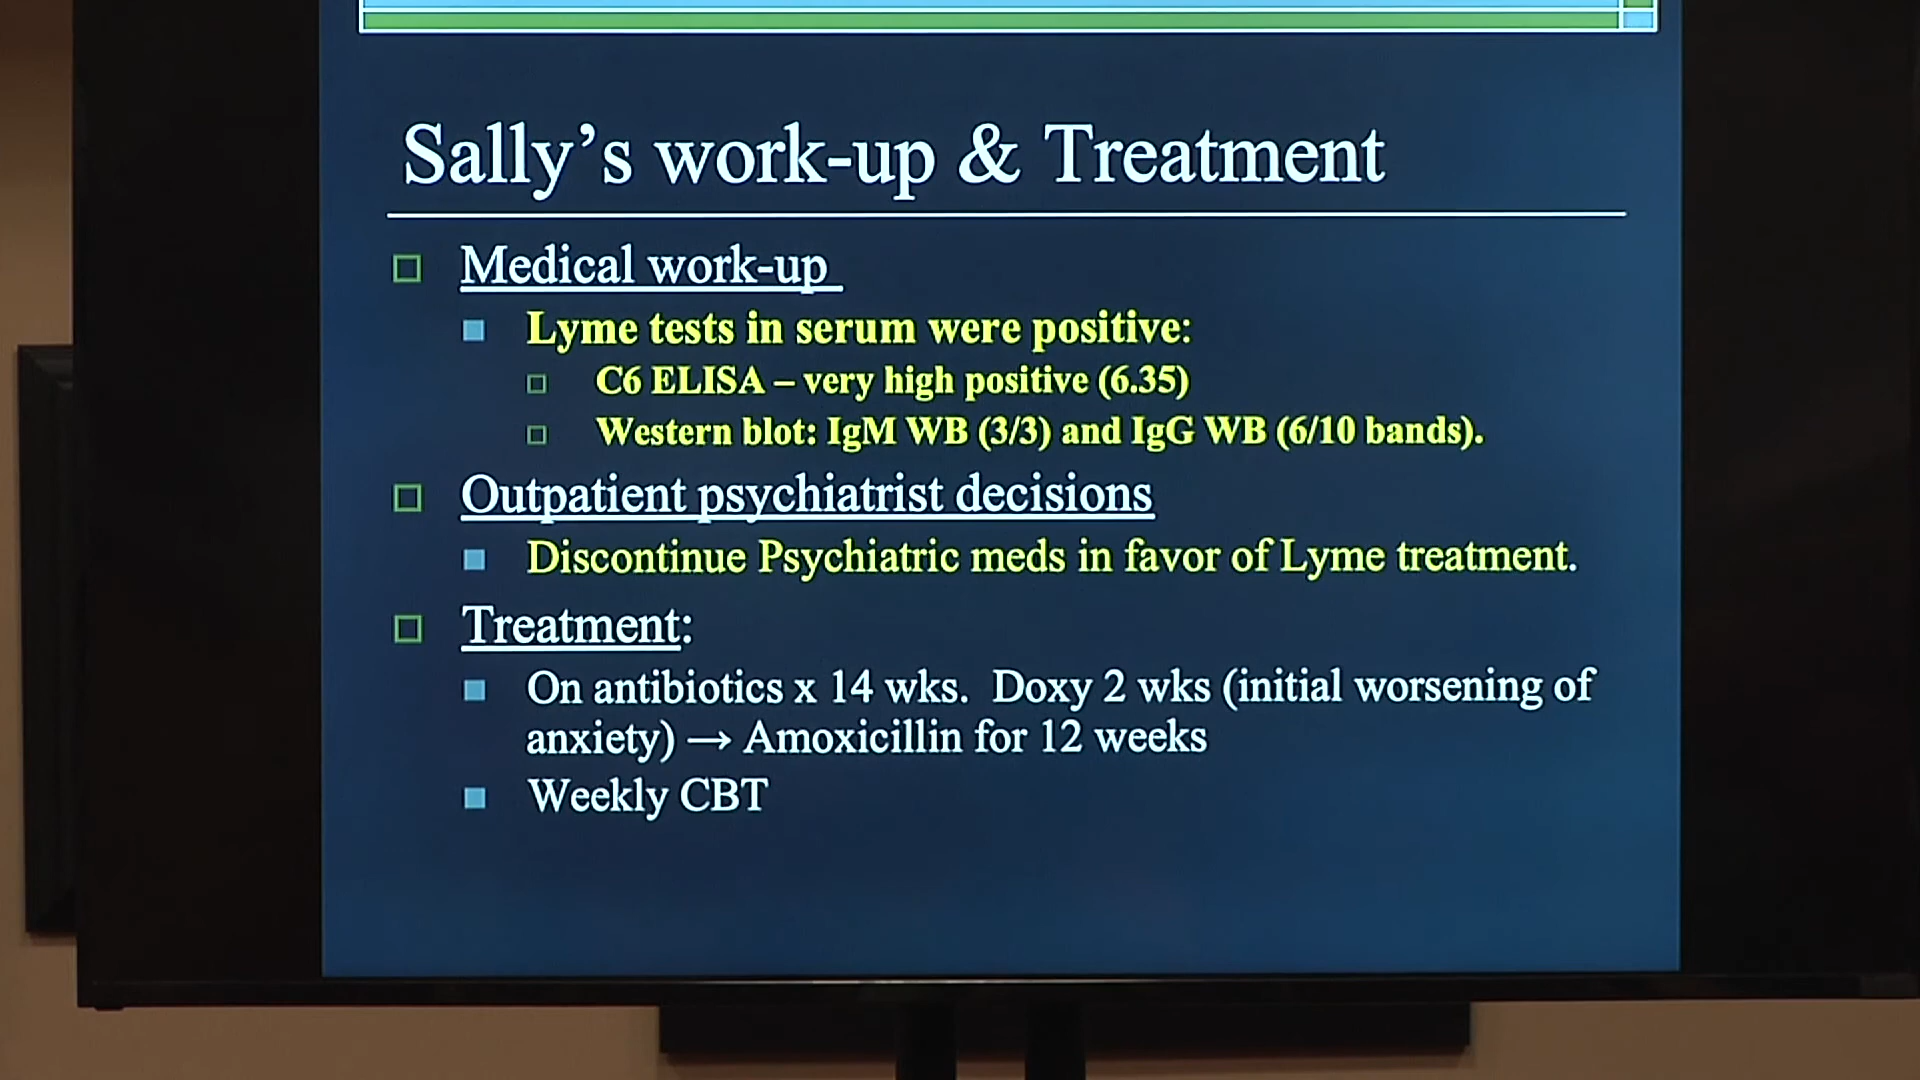 Sally’s work-up & Treatment
Medical work-up
Lyme tests in serum were positive:
C6 ELISA – very high positive (6.35)
Western blot: IgM WB (3/3) and IgG WB (6/10 bands).
Outpatient psychiatrist decisions
Discontinue Psychiatric meds in favor of Lyme treatment.
Treatment:
On antibiotics x 14 wks.  Doxy 2 wks (initial worsening of
anxiety) → Amoxicillin for 12 weeks
Weekly CBT